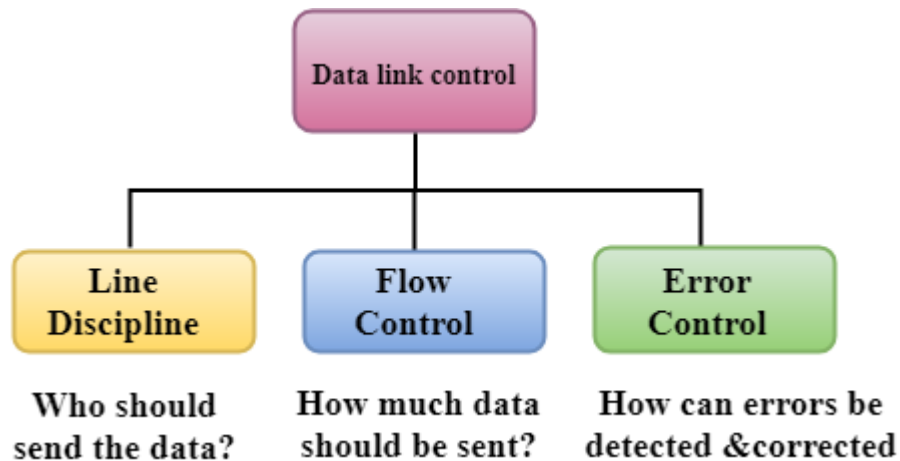 Data link control
Line
Discipline
Flow
Control
Error
Control
Who should
send the data?
How much data
should be sent?
How can errors be
detected &corrected